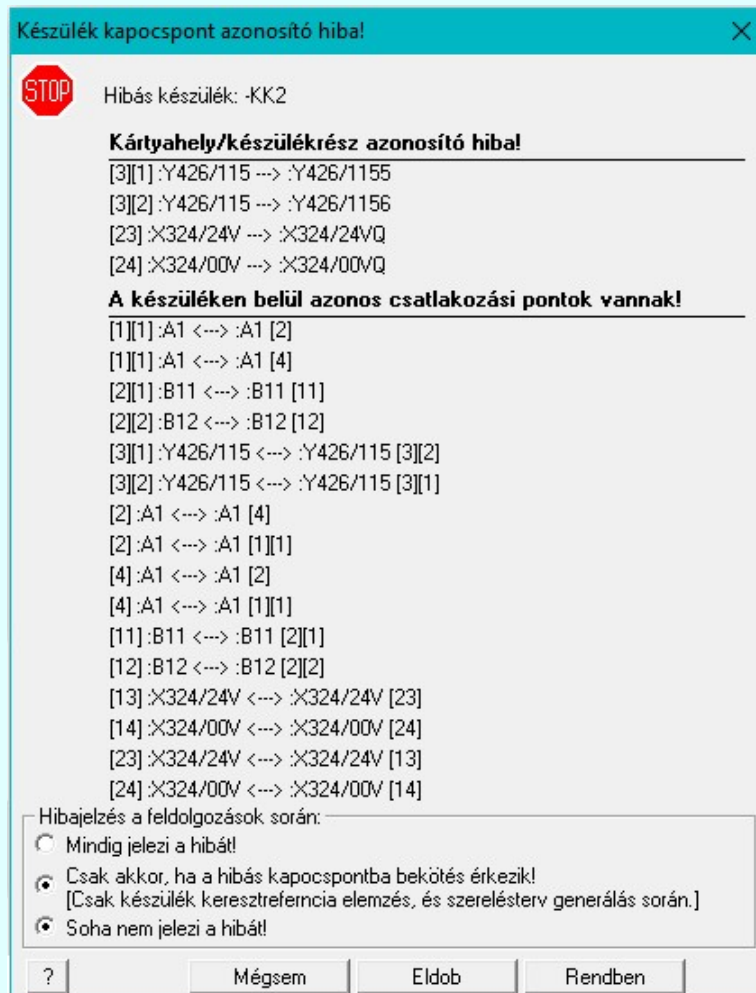 Készülék kapocspont azonosító hiba!
STOP
Hibás készülék: -KK2
Kártyahely/készülékrész azonosító hiba!
[3][1] :Y426/115 ---> :Y426/1155
[3][2] :Y426/115 ---> :Y426/1156
[23] :X324/24V ---> :X324/24VQ
[24] :X324/00V ---> :X324/00VQ
A készüléken belül azonos csatlakozási pontok vannak!
[1][1] :A1 <---> :A1 [2]
[1][1] :A1 <---> :A1 [4]
[2][1] :B11 <---> :B11 [11]
[2][2] :B12 <---> :B12 [12]
[3][1] :Y426/115 <---> :Y426/115 [3][2]
[3][2] :Y426/115 <---> :Y426/115 [3][1]
[2] :A1 <---> :A1 [4]
[2] :A1 <---> :A1 [1][1]
[4] :A1 <---> :A1 [2]
[4] :A1 <---> :A1 [1][1]
[11] :B11 <---> :B11 [2][1]
[12] :B12 <---> :B12 [2][2]
[13] :X324/24V <---> :X324/24V [23]
[14] :X324/00V <---> :X324/00V [24]
[23] :X324/24V <---> :X324/24V [13]
[24] :X324/00V <---> :X324/00V [14]
Hibajelzés a feldolgozások során:
Mindig jelezi a hibát!
Csak akkor, ha a hibás kapocspontba bekötés érkezik!
[Csak készülék keresztreferncia elemzés, és szerelésterv generálás során.]
Soha nem jelezi a hibát!
?
Mégsem
Eldob
Rendben